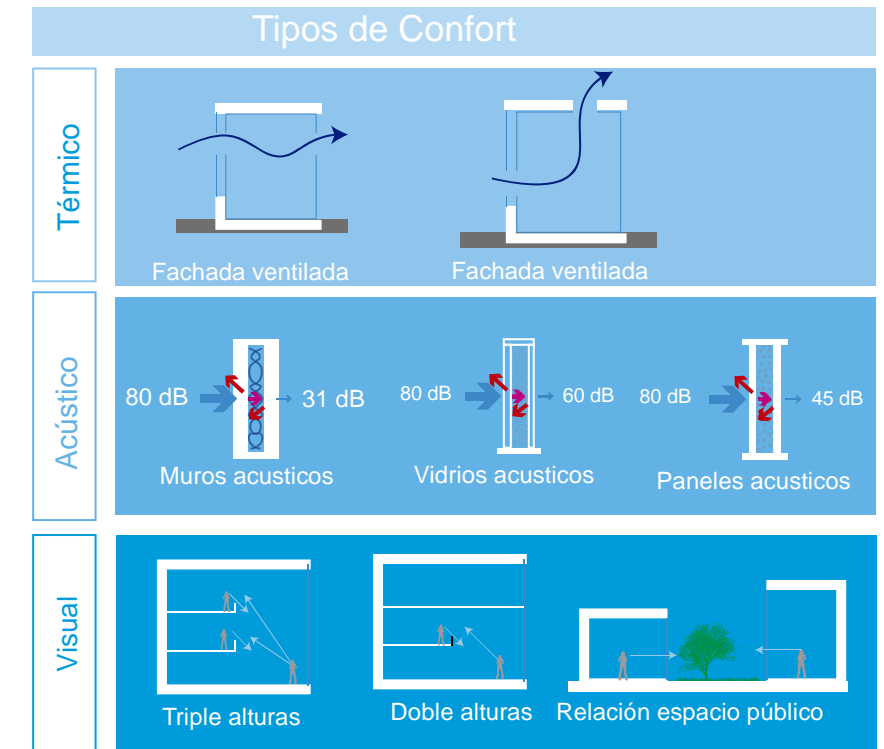 Tipos de Confort
Térmico
Fachada ventilada
Fachada ventilada
Acústico
80 dB
31 dB
80 dB
60 dB
80 dB
45 dB
Muros acusticos
Vidrios acusticos
Paneles acusticos
Visual
Triple alturas
Doble alturas
Relación espacio público